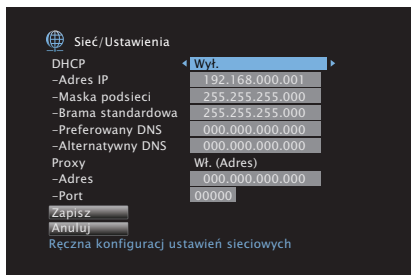 Sieć/Ustawienia
DHCP Wył.
–Adres IP 192.168.000.001
–Maska podsieci 255.255.255.000
–Brama standardowa 255.255.255.000
–Preferowany DNS 000.000.000.000
–Alternatywny DNS 000.000.000.000
Proxy Wł. (Adres)
–Adres 000.000.000.000
–Port 00000
Zapisz
Anuluj
Ręczna konfiguracj ustawień sieciowych